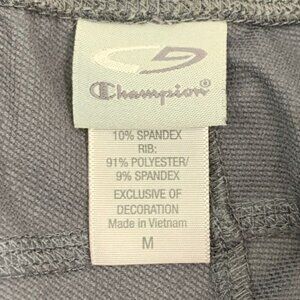 Champion®
10% SPANDEX
RIB:
91% POLYESTER/
9% SPANDEX
EXCLUSIVE OF
DECORATION
Made in Vietnam
M